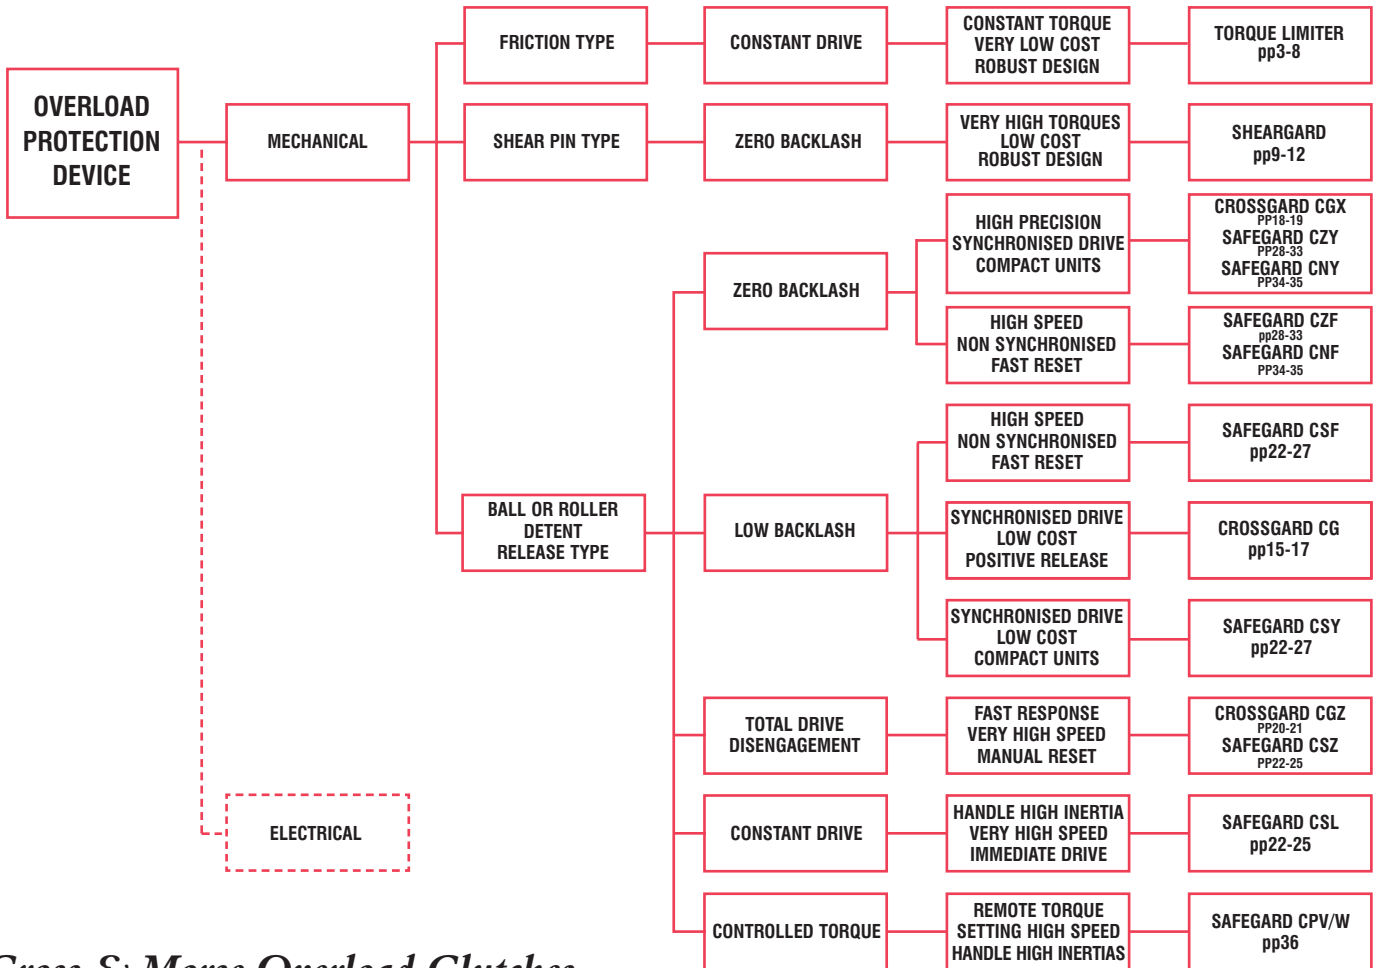 OVERLOAD
PROTECTION
DEVICE
MECHANICAL
ELECTRICAL
FRICTION TYPE
CONSTANT DRIVE
CONSTANT TORQUE
VERY LOW COST
ROBUST DESIGN
TORQUE LIMITER
pp3-8
SHEAR PIN TYPE
ZERO BACKLASH
VERY HIGH TORQUES
LOW COST
ROBUST DESIGN
SHEARGARD
pp9-12
BALL OR ROLLER
DETENT
RELEASE TYPE
ZERO BACKLASH
HIGH PRECISION
SYNCHRONISED DRIVE
COMPACT UNITS
CROSSGARD CGX
PP18-19
SAFEGARD CZY
PP28-33
SAFEGARD CNY
PP34-35
HIGH SPEED
NON SYNCHRONISED
FAST RESET
SAFEGARD CZF
pp28-33
SAFEGARD CNF
PP34-35
LOW BACKLASH
HIGH SPEED
NON SYNCHRONISED
FAST RESET
SAFEGARD CSF
pp22-27
SYNCHRONISED DRIVE
LOW COST
POSITIVE RELEASE
CROSSGARD CG
pp15-17
SYNCHRONISED DRIVE
LOW COST
COMPACT UNITS
SAFEGARD CSY
pp22-27
TOTAL DRIVE
DISENGAGEMENT
FAST RESPONSE
VERY HIGH SPEED
MANUAL RESET
CROSSGARD CGZ
PP20-21
SAFEGARD CSZ
PP22-25
CONSTANT DRIVE
HANDLE HIGH INERTIA
VERY HIGH SPEED
IMMEDIATE DRIVE
SAFEGARD CSL
pp22-25
CONTROLLED TORQUE
REMOTE TORQUE
SETTING HIGH SPEED
HANDLE HIGH INERTIAS
SAFEGARD CPV/W
pp36
Cross & Morse Overload Clutches